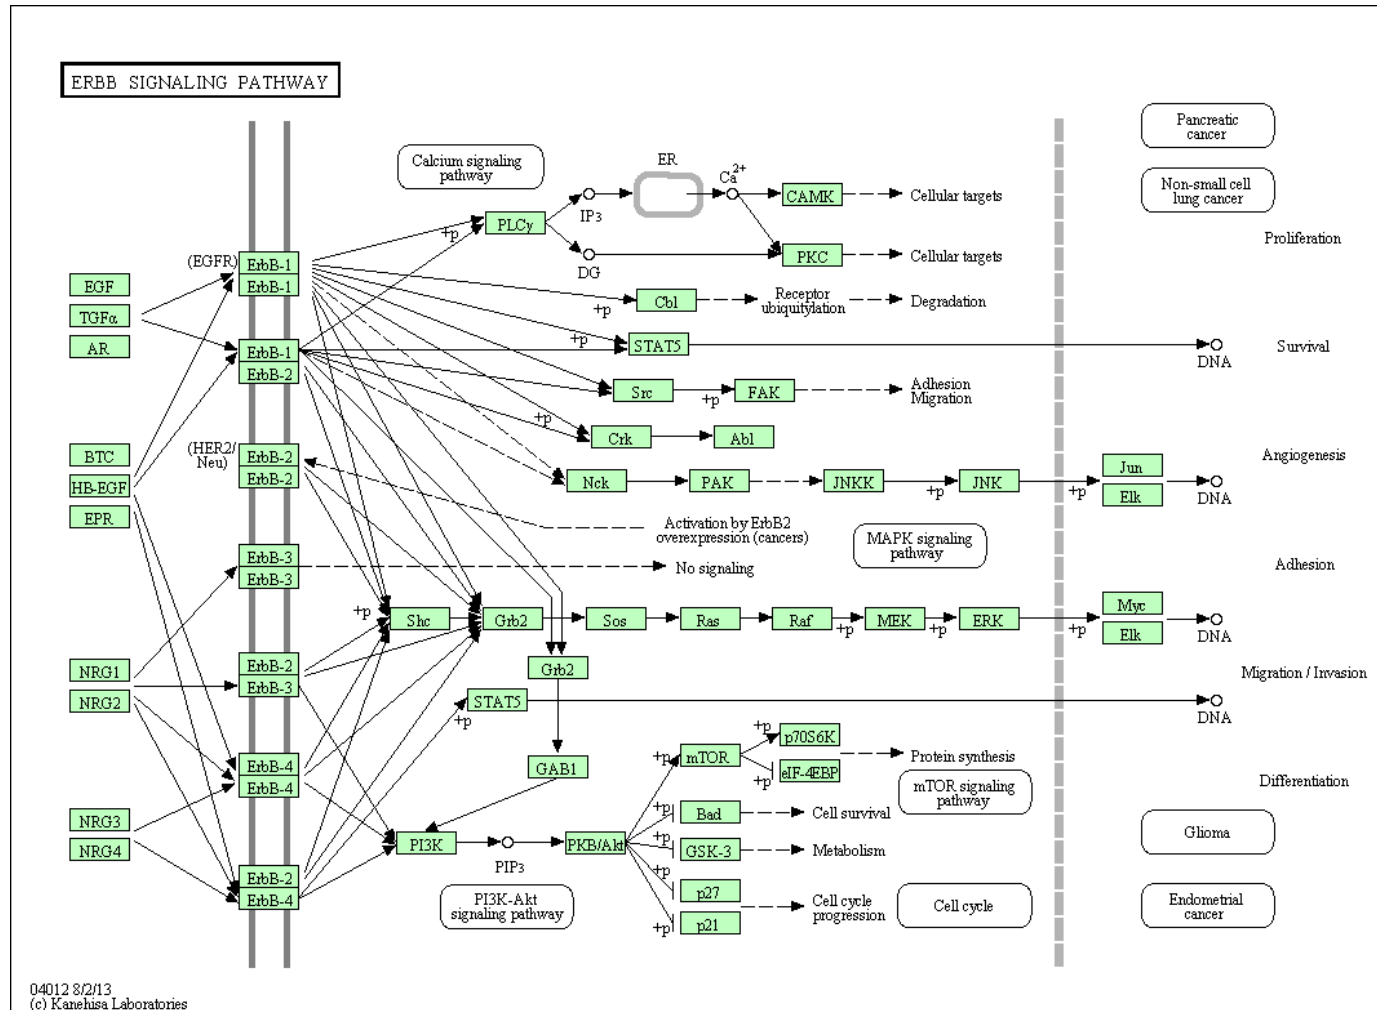 ERBB SIGNALING PATHWAY
Pancreatic
cancer
Calcium signaling
pathway
ER
Ca2+
IP3
CAMK
Cellular targets
Non-small cell
lung cancer
PLCγ
+p
DG
PKC
Cellular targets
Proliferation
(EGFR)
ErbB-1
ErbB-1
EGF
TGFα
AR
Cbl
+p
Receptor
ubiquitylation
Degradation
ErbB-1
ErbB-2
+p
STAT5
DNA
Survival
Src
+p
FAK
Adhesion
Migration
+p
Crk
Abl
(HER2/
Neu)
ErbB-2
ErbB-2
BTC
HB-EGF
EPR
Nck
PAK
JNKK
+p
JNK
+p
Jun
Elk
DNA
Angiogenesis
Activation by ErbB2
overexpression (cancers)
MAPK signaling
pathway
ErbB-3
ErbB-3
No signaling
Adhesion
+p
Shc
Grb2
Sos
Ras
Raf
+p
MEK
+p
ERK
+p
Myc
Elk
DNA
NRG1
NRG2
ErbB-2
ErbB-3
Grb2
Migration / Invasion
STAT5
+p
DNA
ErbB-4
ErbB-4
GAB1
+p
mTOR
+p
p70S6K
+p
eIF-4EBP
Protein synthesis
mTOR signaling
pathway
Differentiation
NRG3
NRG4
PI3K
PIP3
PKB/Akt
+p
Bad
Cell survival
+p
GSK-3
Metabolism
Glioma
ErbB-2
ErbB-4
PI3K-Akt
signaling pathway
+p
p27
+p
p21
Cell cycle
progression
Cell cycle
Endometrial
cancer
04012 8/2/13
(c) Kanehisa Laboratories